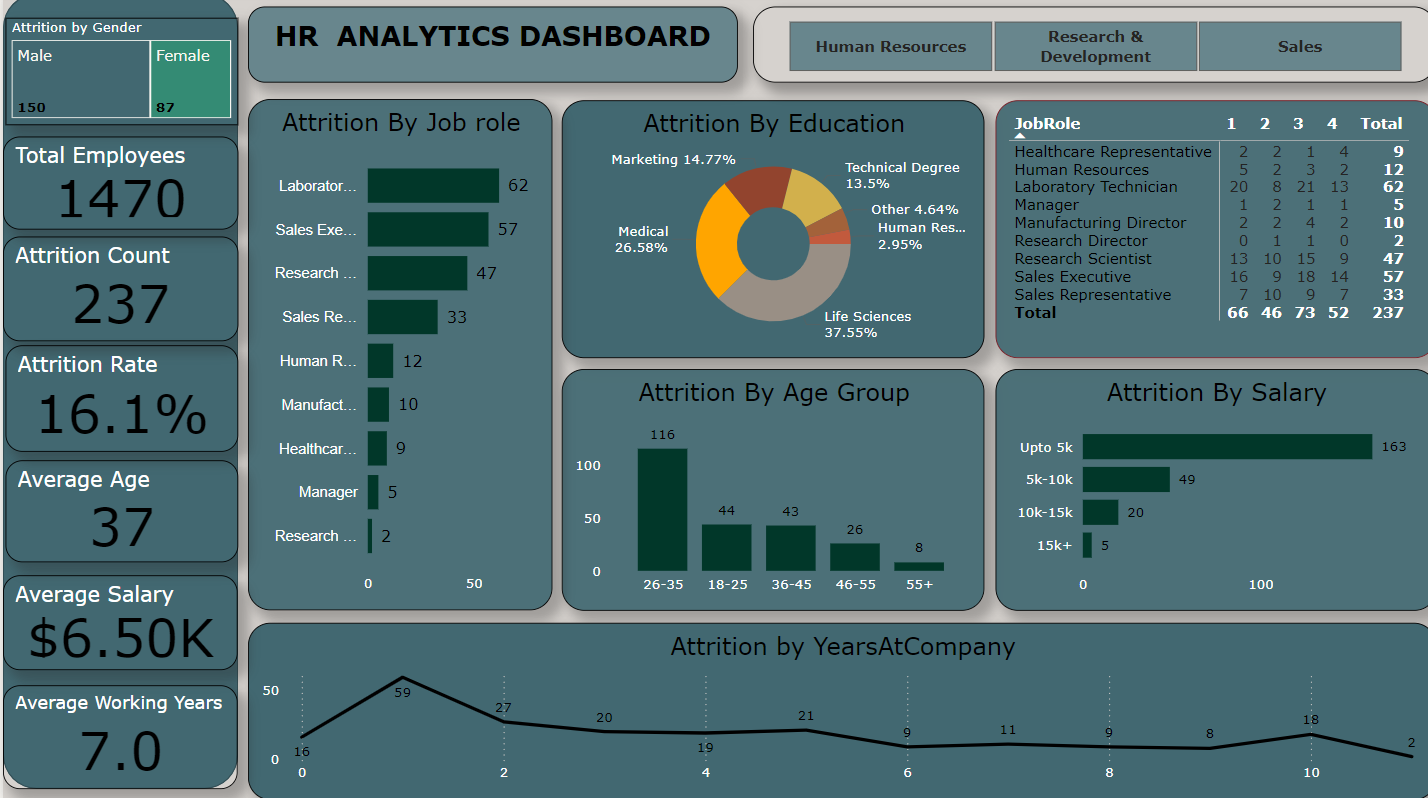 Attrition by Gender
Male
Female
150
87
HR  ANALYTICS DASHBOARD
Human Resources
Research &
Development
Sales
Total Employees
1470
Attrition Count
237
Attrition Rate
16.1%
Average Age
37
Average Salary
$6.50K
Average Working Years
7.0
Attrition By Job role
Laborator... 62
Sales Exe... 57
Research ... 47
Sales Re... 33
Human R... 12
Manufact... 10
Healthcar... 9
Manager 5
Research ... 2
0 50
Attrition By Education
Marketing 14.77%
Technical Degree
13.5%
Other 4.64%
Human Res...
2.95%
Medical
26.58%
Life Sciences
37.55%
JobRole 1 2 3 4 Total
Healthcare Representative 2 2 1 4 9
Human Resources 5 2 3 2 12
Laboratory Technician 20 8 21 13 62
Manager 1 2 1 1 5
Manufacturing Director 2 2 4 2 10
Research Director 0 1 1 0 2
Research Scientist 13 10 15 9 47
Sales Executive 16 9 18 14 57
Sales Representative 7 10 9 7 33
Total 66 46 73 52 237
Attrition By Age Group
116
100
44 43 26 8
50
0
26-35 18-25 36-45 46-55 55+
Attrition By Salary
Upto 5k 163
5k-10k 49
10k-15k 20
15k+ 5
0 100
Attrition by YearsAtCompany
50
0
16 59 27 20 19 21 9 11 9 8 18 2
0 2 4 6 8 10